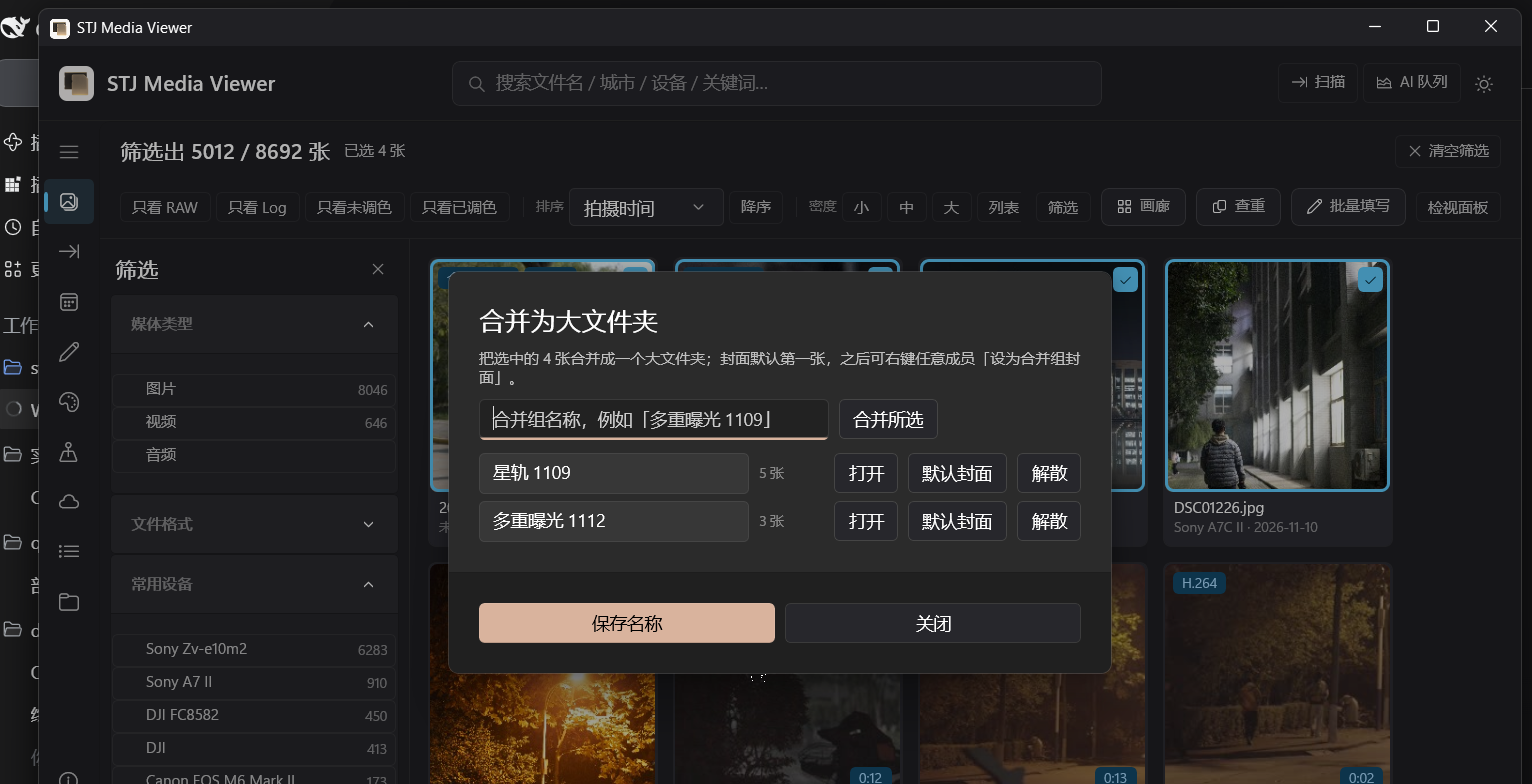 STJ Media Viewer
STJ Media Viewer
搜索文件名 / 城市 / 设备 / 关键词...
扫描
AI 队列
筛选出 5012 / 8692 张
已选 4 张
清空筛选
只看 RAW
只看 Log
只看未调色
只看已调色
排序
拍摄时间
降序
密度
小
中
大
列表
筛选
画廊
查重
批量填写
检视面板
筛选
媒体类型
图片 8046
视频 646
音频
文件格式
常用设备
Sony Zv-e10m2 6283
Sony A7 II 910
DJI FC8582 450
DJI 413
Canon EOS M6 Mark II 173
工作
合并为大文件夹
把选中的 4 张合并成一个大文件夹；封面默认第一张，之后可右键任意成员「设为合并组封
面」。
合并组名称，例如「多重曝光 1109」
合并所选
星轨 1109
5 张
打开
默认封面
解散
多重曝光 1112
3 张
打开
默认封面
解散
保存名称
关闭
DSC01226.jpg
Sony A7C II · 2026-11-10
H.264
0:12
0:13
0:02